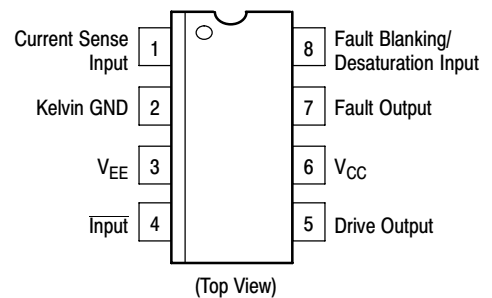 Current Sense
Input
1
Kelvin GND
2
VEE
3
Input
4
8
Fault Blanking/
Desaturation Input
7
Fault Output
6
VCC
5
Drive Output
(Top View)